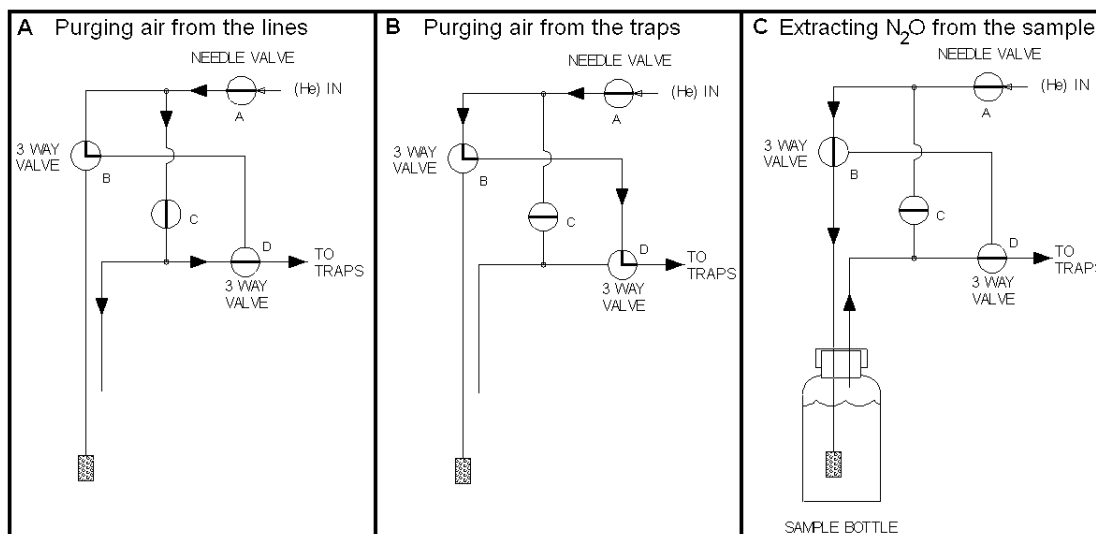 A Purging air from the lines
NEEDLE VALVE
(He) IN
A
3 WAY
VALVE
B
C
D
TO
TRAPS
3 WAY
VALVE
B Purging air from the traps
NEEDLE VALVE
(He) IN
A
3 WAY
VALVE
B
C
D
TO
TRAPS
3 WAY
VALVE
C Extracting N₂O from the sample
NEEDLE VALVE
(He) IN
A
3 WAY
VALVE
B
C
D
TO
TRAPS
3 WAY
VALVE
SAMPLE BOTTLE